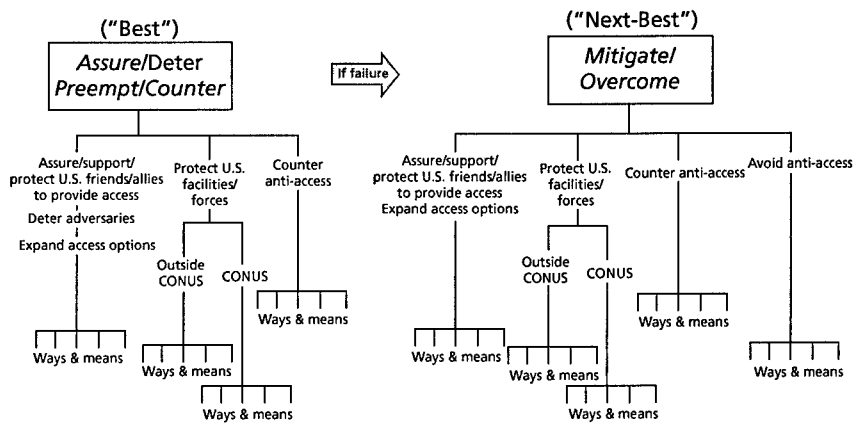 ("Best")
Assure/Deter
Preempt/Counter
If failure
("Next-Best")
Mitigate/
Overcome
Assure/support/
protect U.S. friends/allies
to provide access
Deter adversaries
Expand access options
Protect U.S.
facilities/
forces
Counter
anti-access
Outside
CONUS
CONUS
Ways & means
Ways & means
Ways & means
Ways & means
Assure/support/
protect U.S. friends/allies
to provide access
Expand access options
Protect U.S.
facilities/
forces
Counter anti-access
Avoid anti-access
Outside
CONUS
CONUS
Ways & means
Ways & means
Ways & means
Ways & means
Ways & means